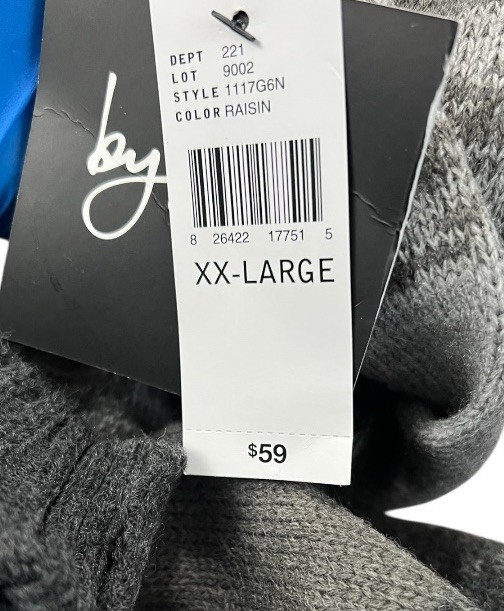 by
DEPT 221
LOT 9002
STYLE 1117G6N
COLOR RAISIN
8 26422 17751 5
XX-LARGE
$59